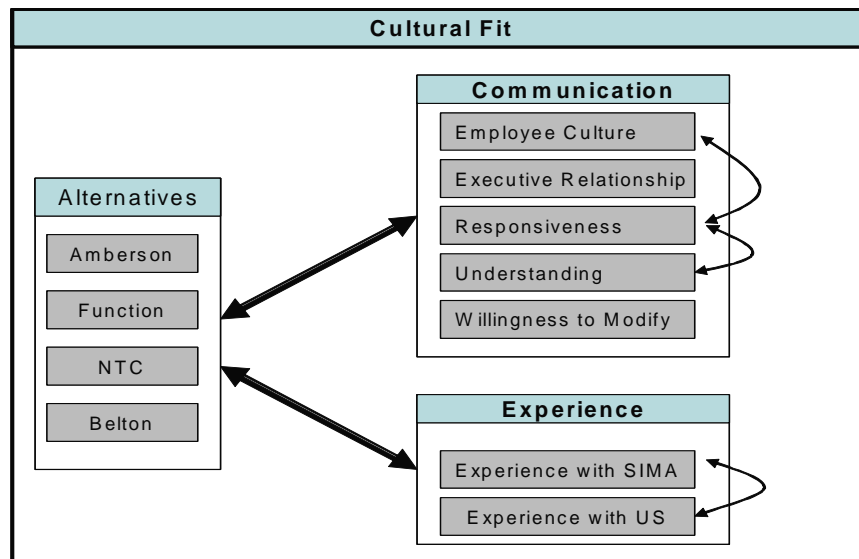 Cultural Fit
Communication
Employee Culture
Executive Relationship
Responsiveness
Understanding
Willingness to Modify
Alternatives
Amberson
Function
NTC
Belton
Experience
Experience with SIMA
Experience with US